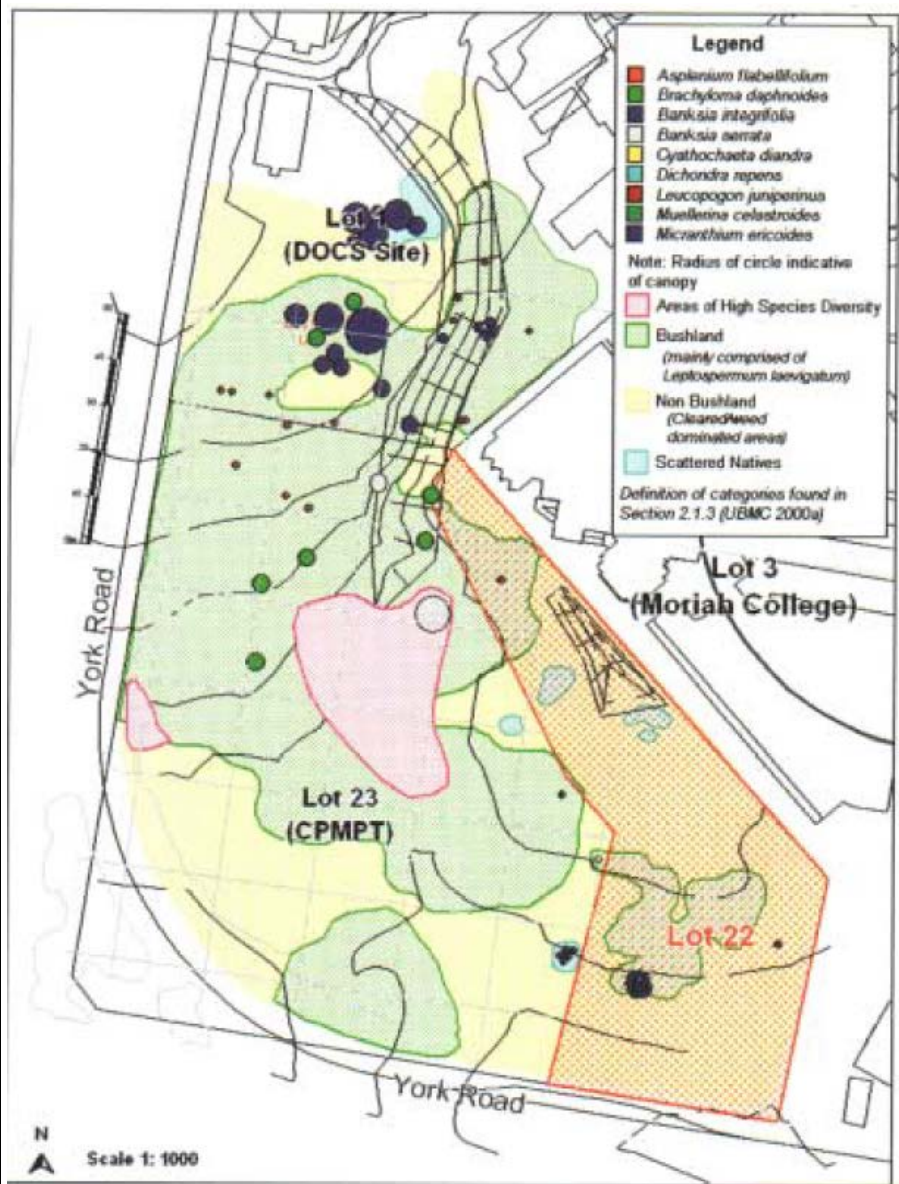 Legend
Asplenium flabellifolium
Brachyloma daphnoides
Banksia integrifolia
Banksia serrata
Cyathochaeta diandra
Dichondra repens
Leucopogon juniperinus
Muellerina celastroides
Micranthium ericoides
Note: Radius of circle indicative
of canopy
Areas of High Species Diversity
Bushland
(mainly comprised of
Leptospermum laevigatum)
Non Bushland
(Cleared/weed
dominated areas)
Scattered Natives
Definition of categories found in
Section 2.1.3 (UBMC 2000a)
Lot 1
(DOCS Site)
Lot 3
(Moriah College)
York Road
Lot 23
(CPMPT)
Lot 22
York Road
N
Scale 1: 1000